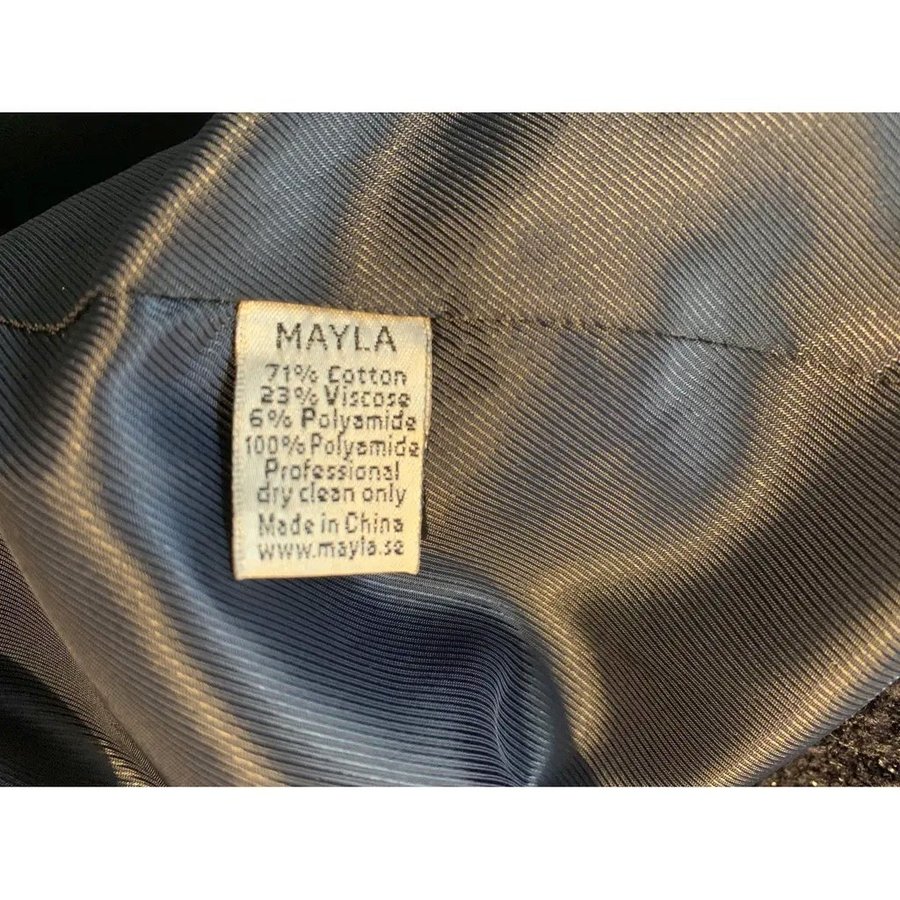 MAYLA
71% Cotton
23% Viscose
6% Polyamide
100% Polyamide
Professional
dry clean only
Made in China
www.mayla.se